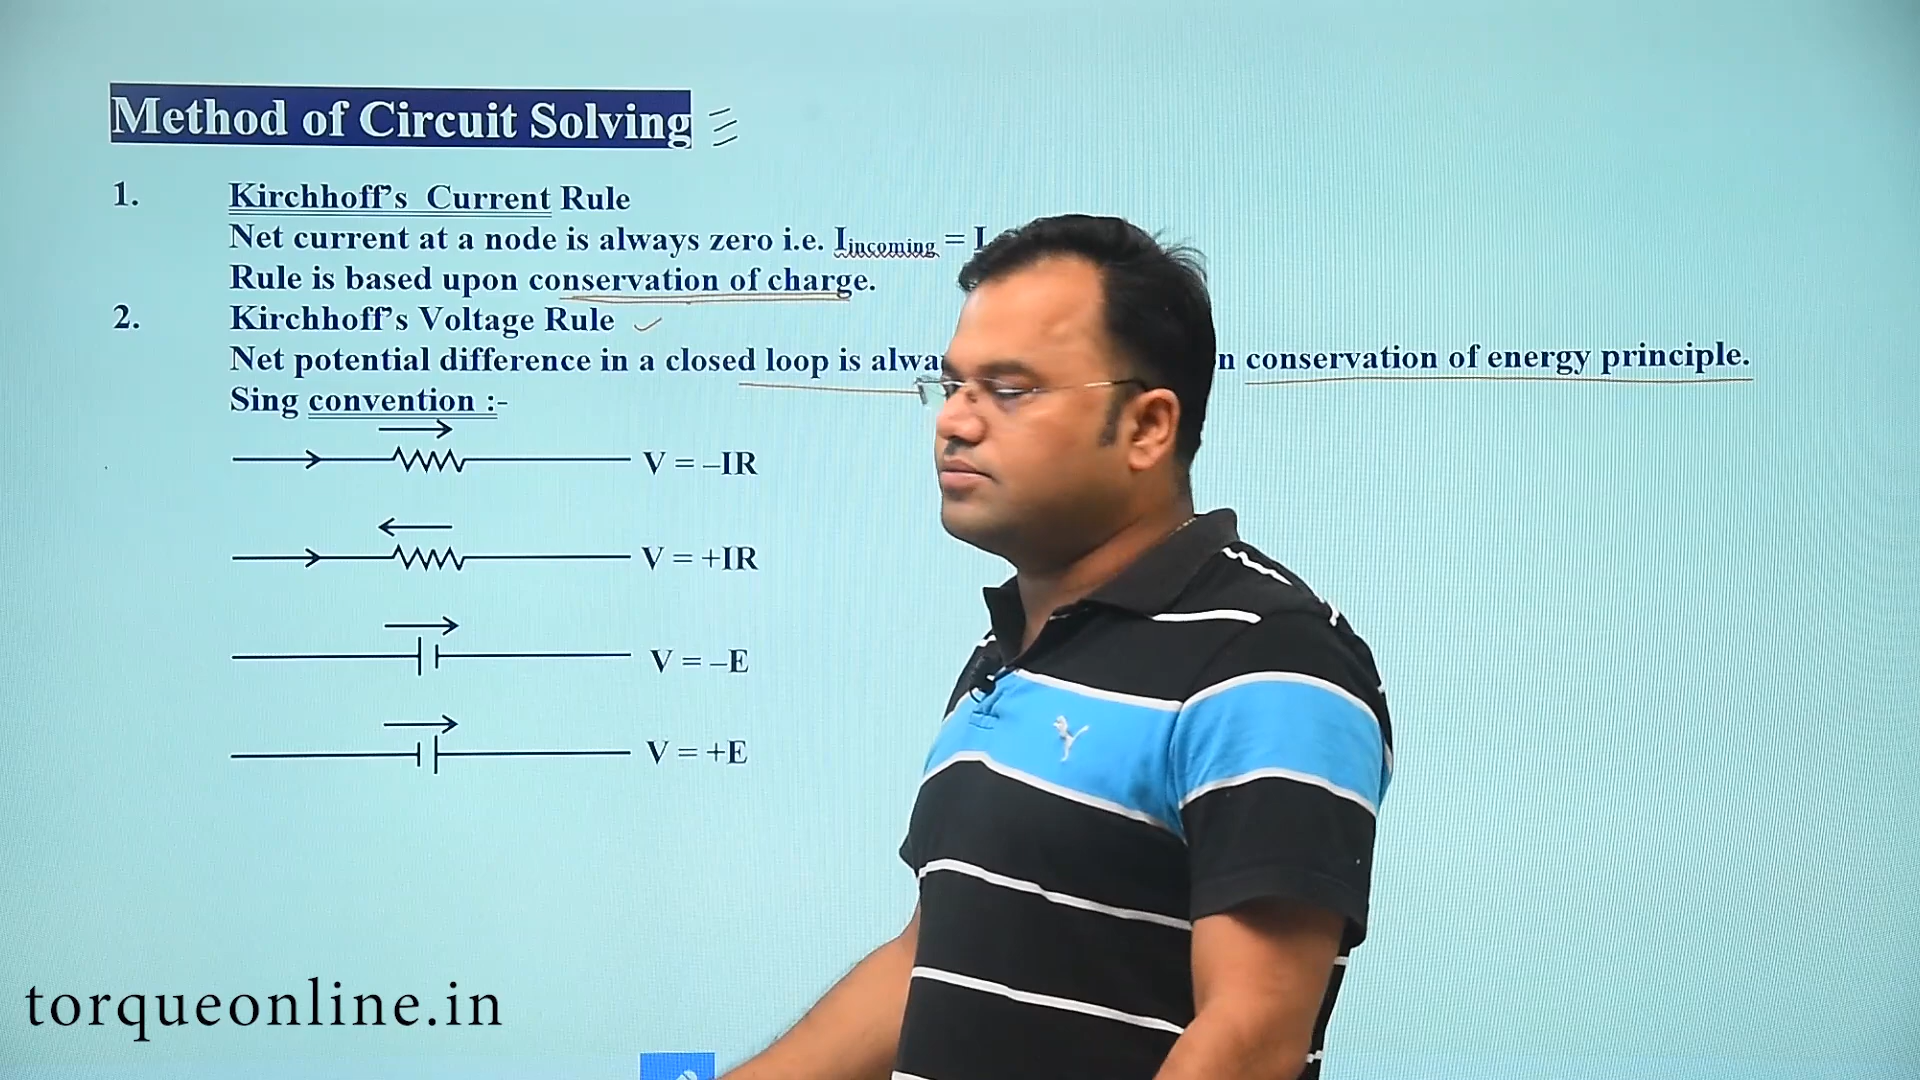 Method of Circuit Solving
1. Kirchhoff's Current Rule
Net current at a node is always zero i.e. Iincoming = I
Rule is based upon conservation of charge.
2. Kirchhoff's Voltage Rule
Net potential difference in a closed loop is conservation of energy principle.
Sing convention :-
V = –IR
V = +IR
V = –E
V = +E
torqueonline.in